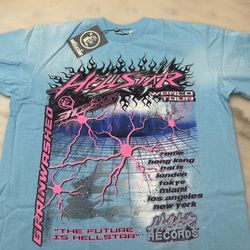 HELLSTAR
WORLD
TOUR
BRAINWASHED
rome
hong kong
paris
london
tokyo
miami
los angeles
new york
"THE FUTURE
IS HELLSTAR"
RECORDS